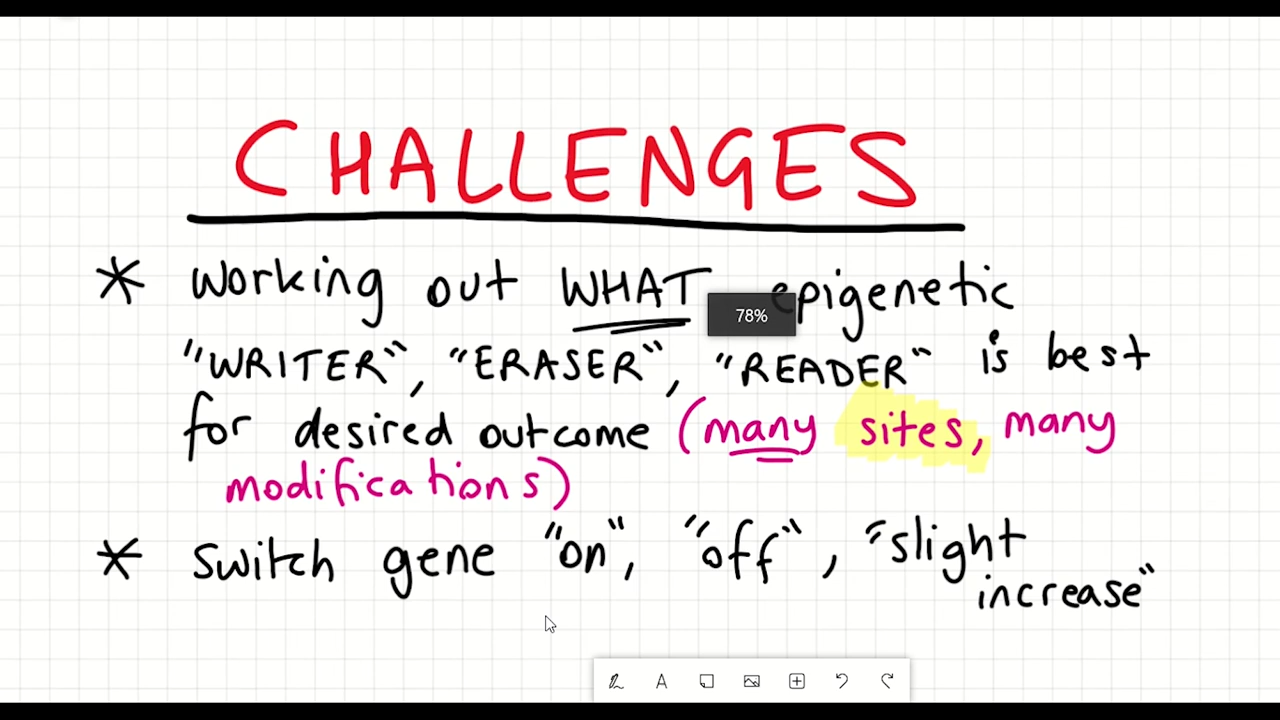 CHALLENGES
* Working out WHAT epigenetic
78%
"WRITER", "ERASER", "READER" is best
for desired outcome (many sites, many
modifications)
* Switch gene "on", "off", "slight
increase"
A